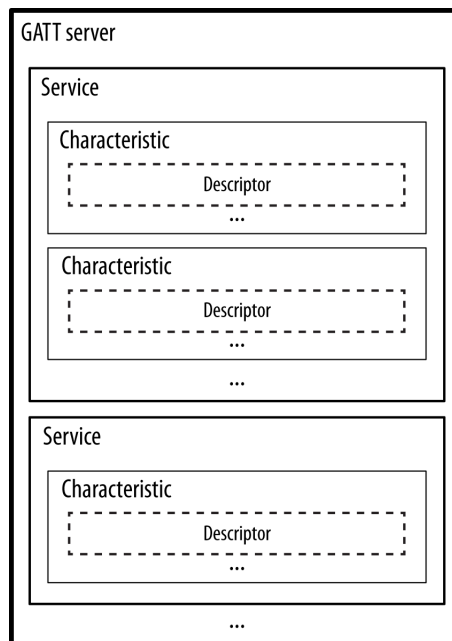 GATT server
Service
Characteristic
Descriptor
...
Characteristic
Descriptor
...
...
Service
Characteristic
Descriptor
...
...